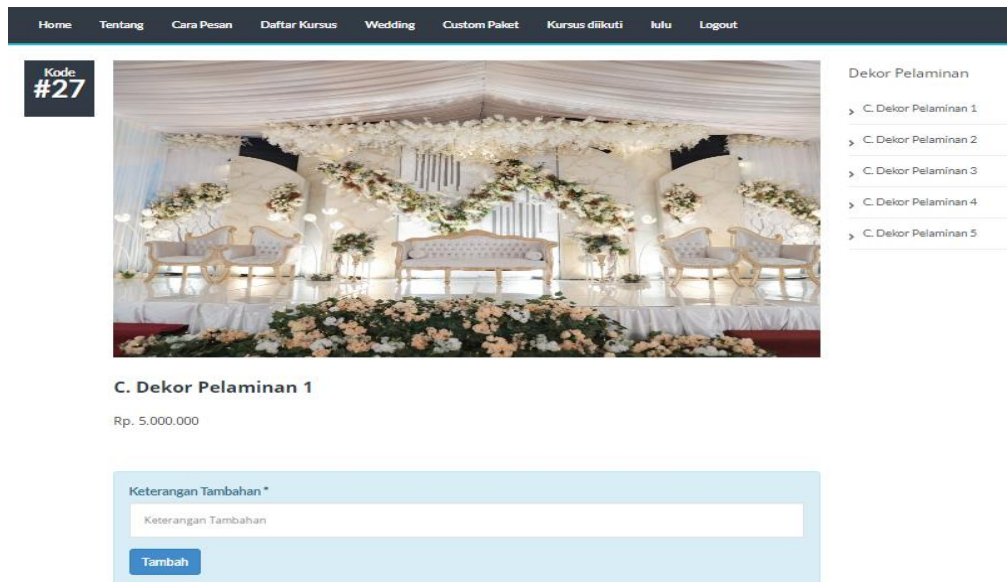 Home Tentang Cara Pesan Daftar Kursus Wedding Custom Paket Kursus diikuti lulu Logout
Kode
#27
Dekor Pelaminan
C. Dekor Pelaminan 1
C. Dekor Pelaminan 2
C. Dekor Pelaminan 3
C. Dekor Pelaminan 4
C. Dekor Pelaminan 5
C. Dekor Pelaminan 1
Rp. 5.000.000
Keterangan Tambahan *
Keterangan Tambahan
Tambah